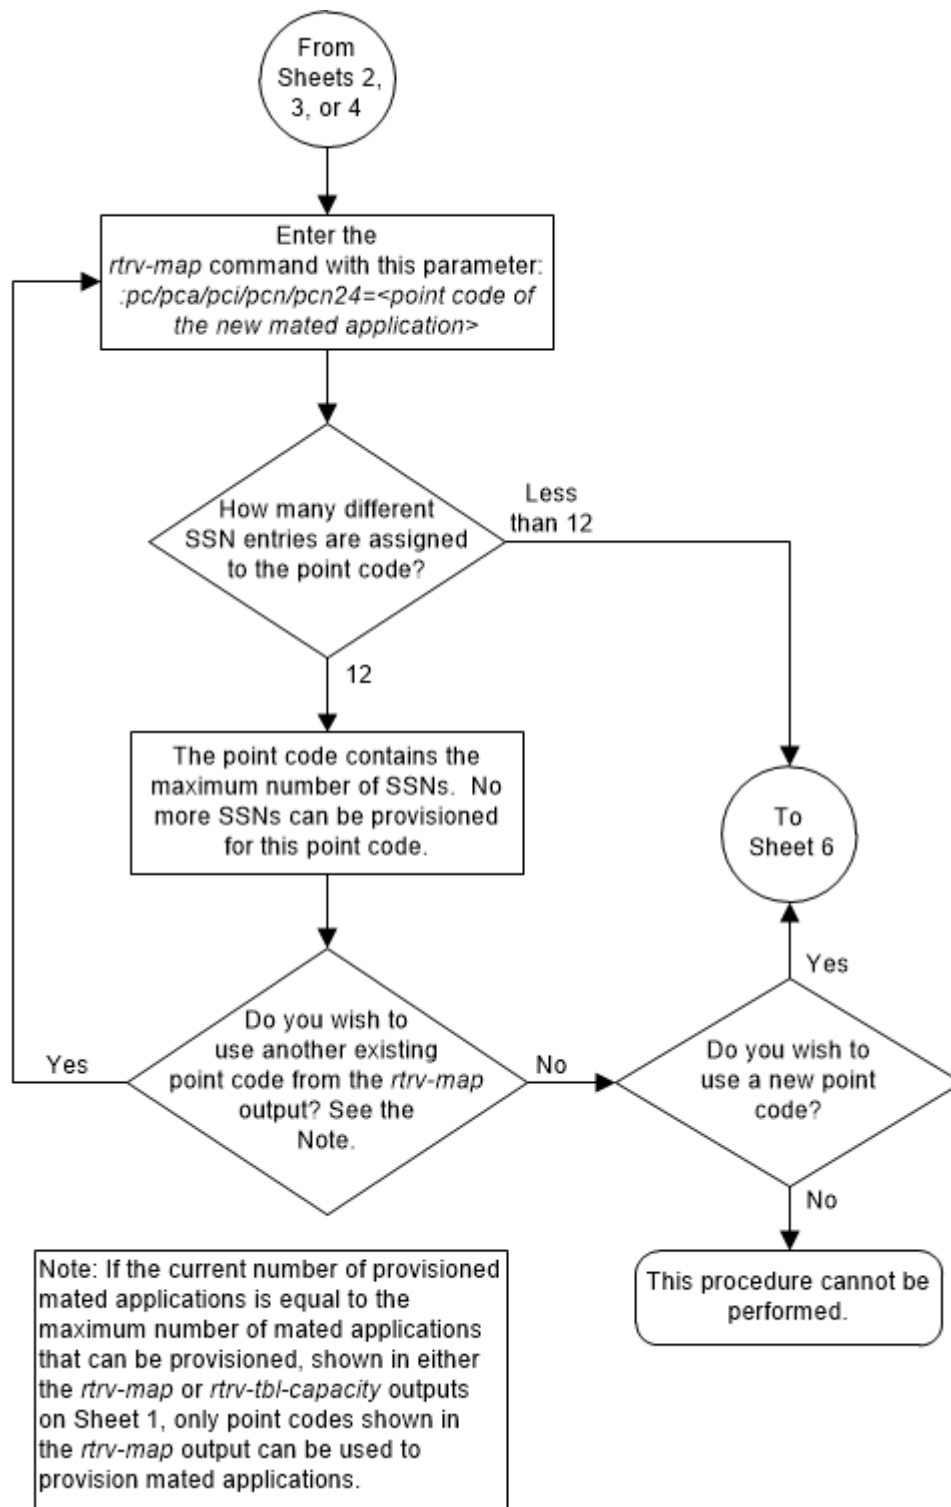 From
Sheets 2,
3, or 4
Enter the
rtrv-map command with this parameter:
:pc/pca/pci/pcn/pcn24=<point code of
the new mated application>
How many different
SSN entries are assigned
to the point code?
Less
than 12
12
The point code contains the
maximum number of SSNs.  No
more SSNs can be provisioned
for this point code.
To
Sheet 6
Yes
Do you wish to
use another existing
point code from the rtrv-map
output? See the
Note.
Yes
No
Do you wish to
use a new point
code?
No
This procedure cannot be
performed.
Note: If the current number of provisioned
mated applications is equal to the
maximum number of mated applications
that can be provisioned, shown in either
the rtrv-map or rtrv-tbl-capacity outputs
on Sheet 1, only point codes shown in
the rtrv-map output can be used to
provision mated applications.